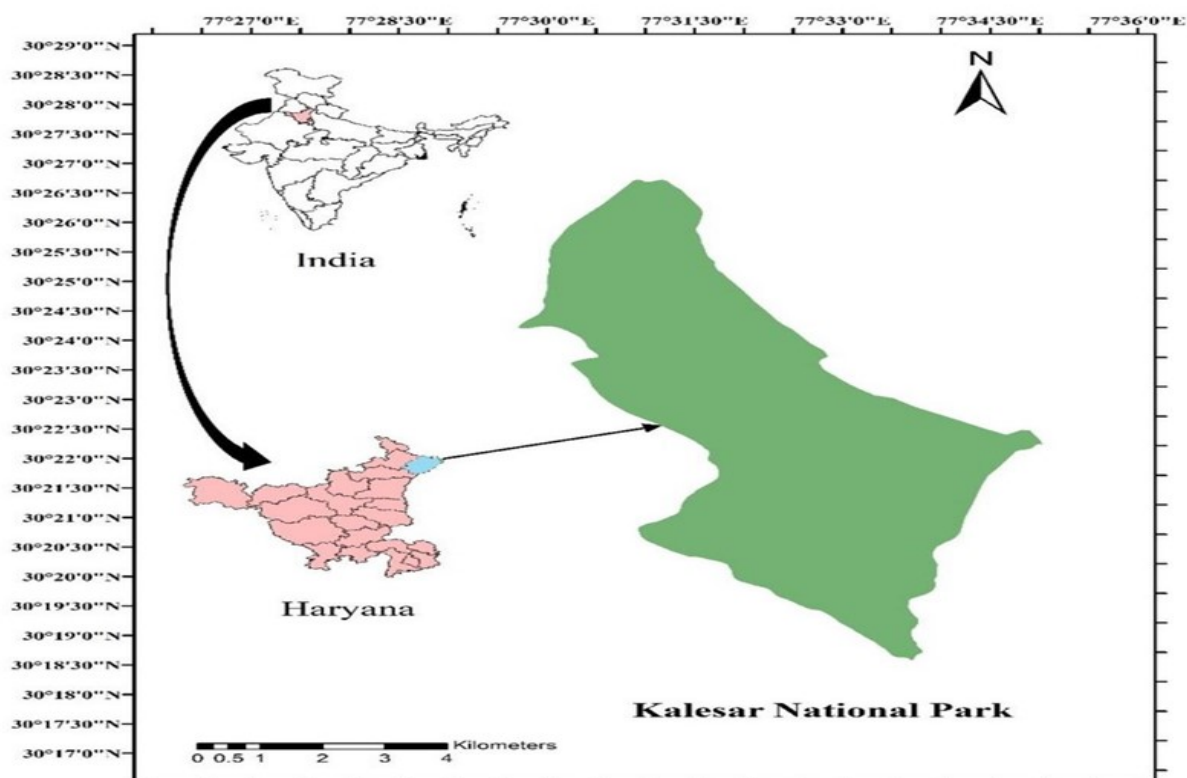 77°27'0"E 77°28'30"E 77°30'0"E 77°31'30"E 77°33'0"E 77°34'30"E 77°36'0"E
30°29'0"N
30°28'30"N
30°28'0"N
30°27'30"N
30°27'0"N
30°26'30"N
30°26'0"N
30°25'30"N
30°25'0"N
30°24'30"N
30°24'0"N
30°23'30"N
30°23'0"N
30°22'30"N
30°22'0"N
30°21'30"N
30°21'0"N
30°20'30"N
30°20'0"N
30°19'30"N
30°19'0"N
30°18'30"N
30°18'0"N
30°17'30"N
30°17'0"N
N
India
Haryana
Kalesar National Park
Kilometers
0 0.5 1 2 3 4